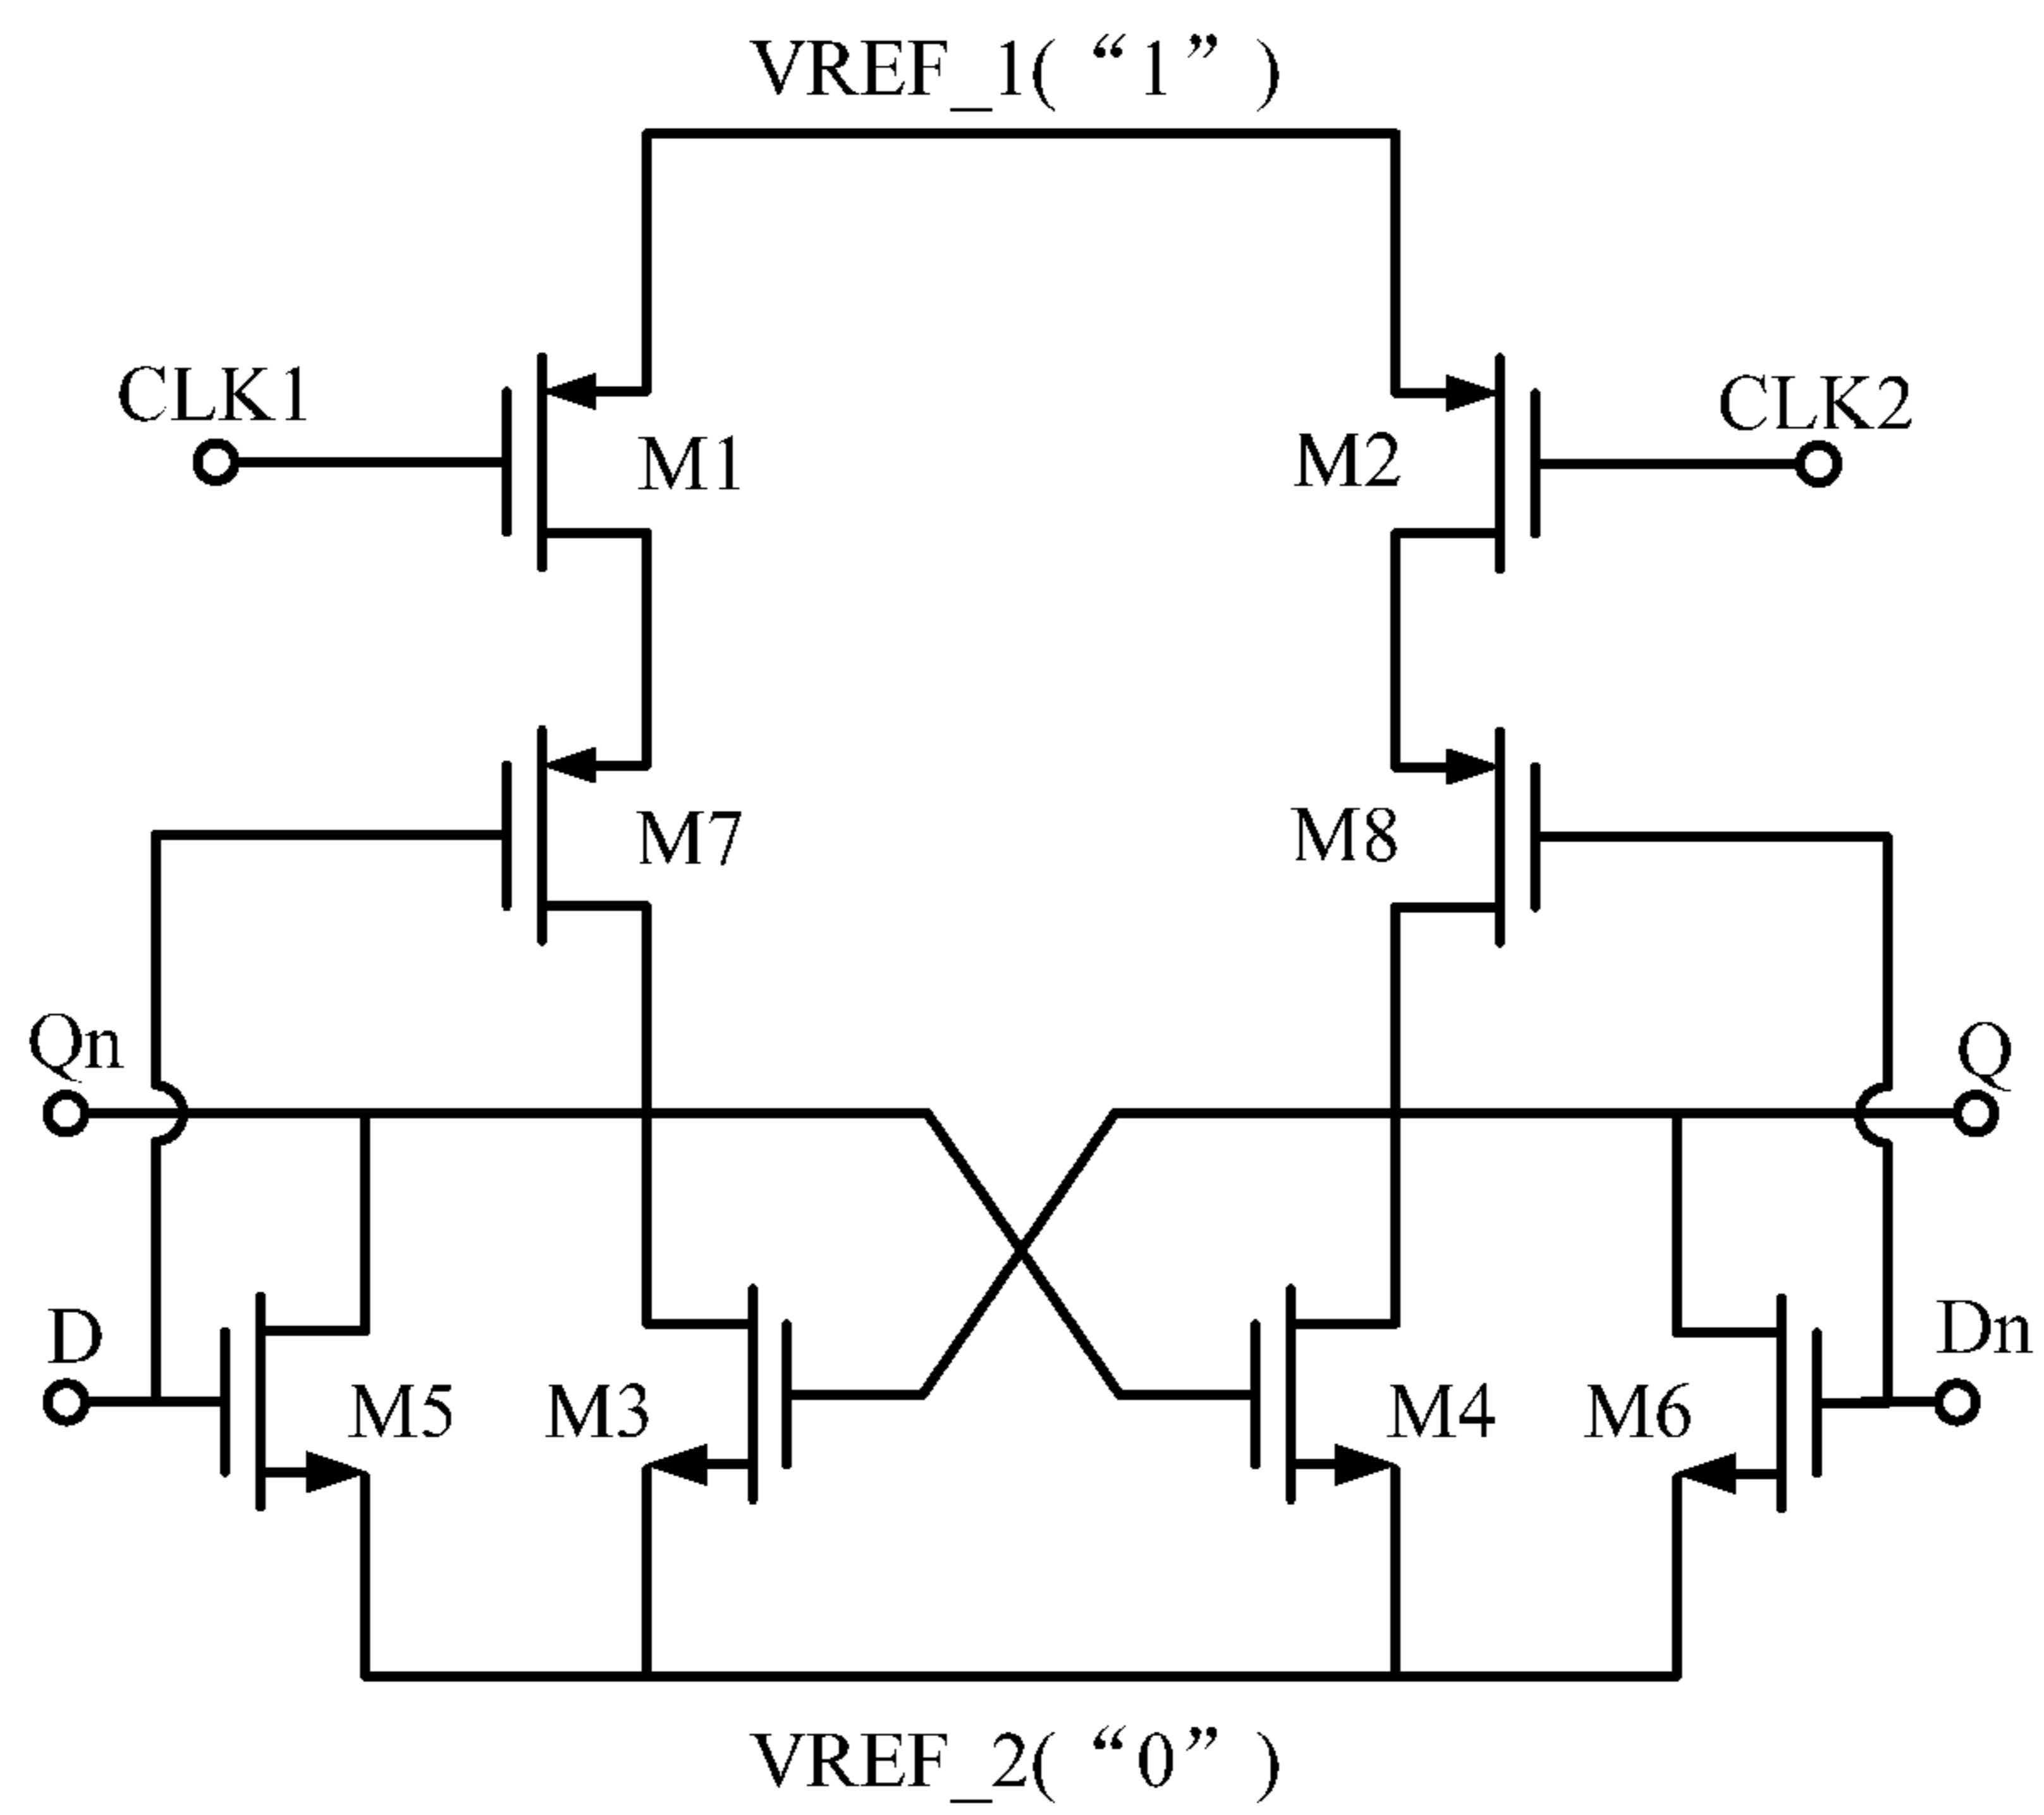 VREF_1(“1”)
CLK1
CLK2
M1
M2
M7
M8
Qn
Q
D
Dn
M5
M3
M4
M6
VREF_2(“0”)